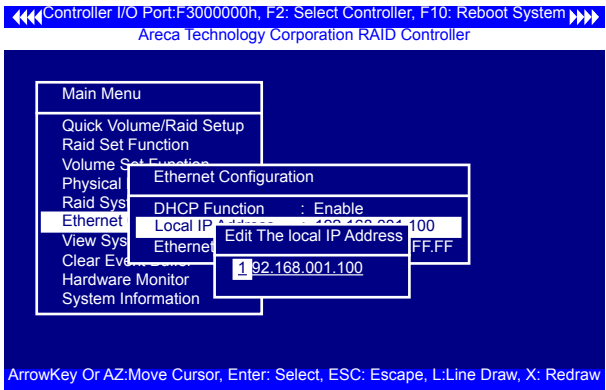 Controller I/O Port:F3000000h, F2: Select Controller, F10: Reboot System
Areca Technology Corporation RAID Controller
Main Menu
Quick Volume/Raid Setup
Raid Set Function
Volume Set Function
Physical
Raid Sys
Ethernet
View Sys
Clear Event Buffer
Hardware Monitor
System Information
Ethernet Configuration
DHCP Function : Enable
Local IP Address : 192.168.001.100
Ethernet FF.FF
Edit The local IP Address
192.168.001.100
ArrowKey Or AZ:Move Cursor, Enter: Select, ESC: Escape, L:Line Draw, X: Redraw